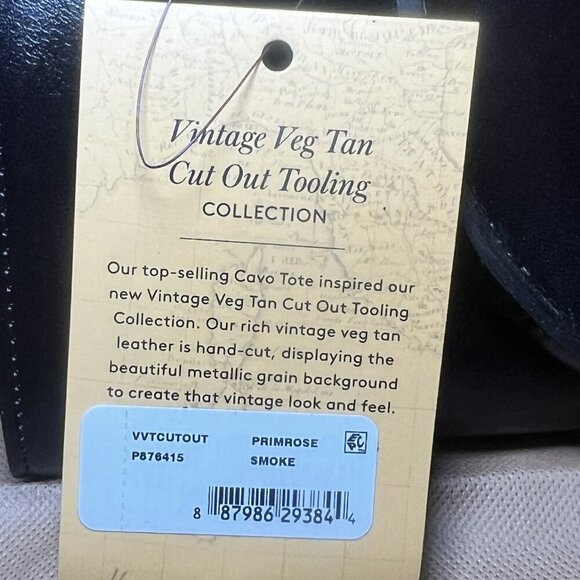 Vintage Veg Tan
Cut Out Tooling
COLLECTION
Our top-selling Cavo Tote inspired our
new Vintage Veg Tan Cut Out Tooling
Collection. Our rich vintage veg tan
leather is hand-cut, displaying the
beautiful metallic grain background
to create that vintage look and feel.
VVTCUTOUT PRIMROSE
P876415 SMOKE
8 87986 29384 4